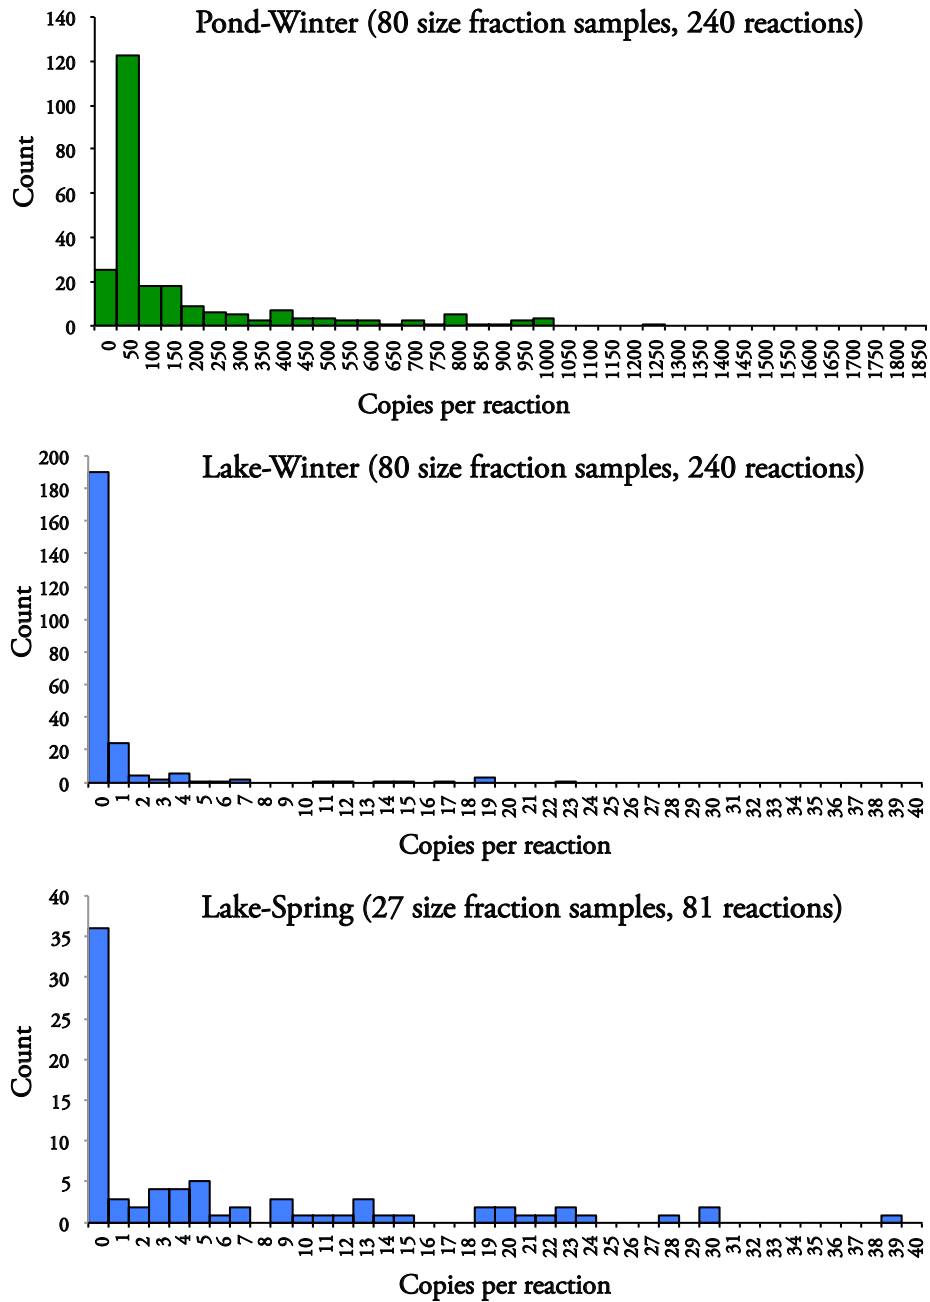 Pond-Winter (80 size fraction samples, 240 reactions)
140
120
100
80
60
40
20
0
Count
0 50 100 150 200 250 300 350 400 450 500 550 600 650 700 750 800 850 900 950 1000 1050 1100 1150 1200 1250 1300 1350 1400 1450 1500 1550 1600 1650 1700 1750 1800 1850
Copies per reaction
Lake-Winter (80 size fraction samples, 240 reactions)
200
180
160
140
120
100
80
60
40
20
0
Count
0 1 2 3 4 5 6 7 8 9 10 11 12 13 14 15 16 17 18 19 20 21 22 23 24 25 26 27 28 29 30 31 32 33 34 35 36 37 38 39 40
Copies per reaction
Lake-Spring (27 size fraction samples, 81 reactions)
40
35
30
25
20
15
10
5
0
Count
0 1 2 3 4 5 6 7 8 9 10 11 12 13 14 15 16 17 18 19 20 21 22 23 24 25 26 27 28 29 30 31 32 33 34 35 36 37 38 39 40
Copies per reaction